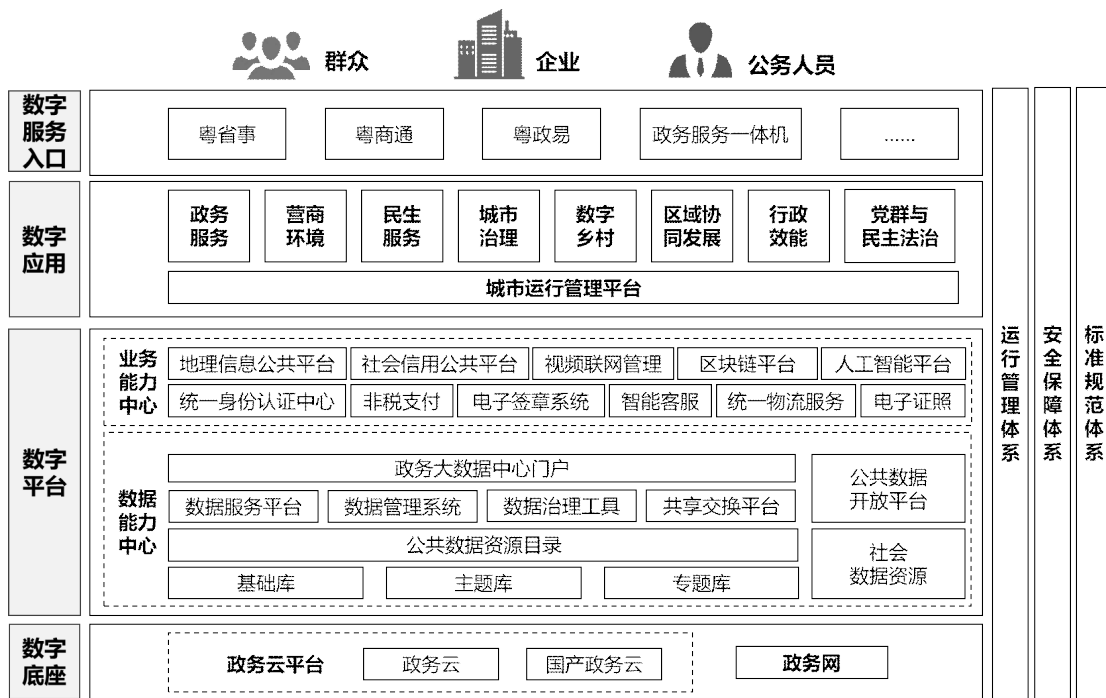 群众
企业
公务人员
数字
服务
入口
粤省事
粤商通
粤政易
政务服务一体机
……
数字
应用
政务
服务
营商
环境
民生
服务
城市
治理
数字
乡村
区域协
同发展
行政
效能
党群与
民主法治
城市运行管理平台
数字
平台
业务
能力
中心
地理信息公共平台
社会信用公共平台
视频联网管理
区块链平台
人工智能平台
统一身份认证中心
非税支付
电子签章系统
智能客服
统一物流服务
电子证照
数据
能力
中心
政务大数据中心门户
数据服务平台
数据管理系统
数据治理工具
共享交换平台
公共数据资源目录
基础库
主题库
专题库
公共数据
开放平台
社会
数据资源
数字
底座
政务云平台
政务云
国产政务云
政务网
运行管理体系
安全保障体系
标准规范体系